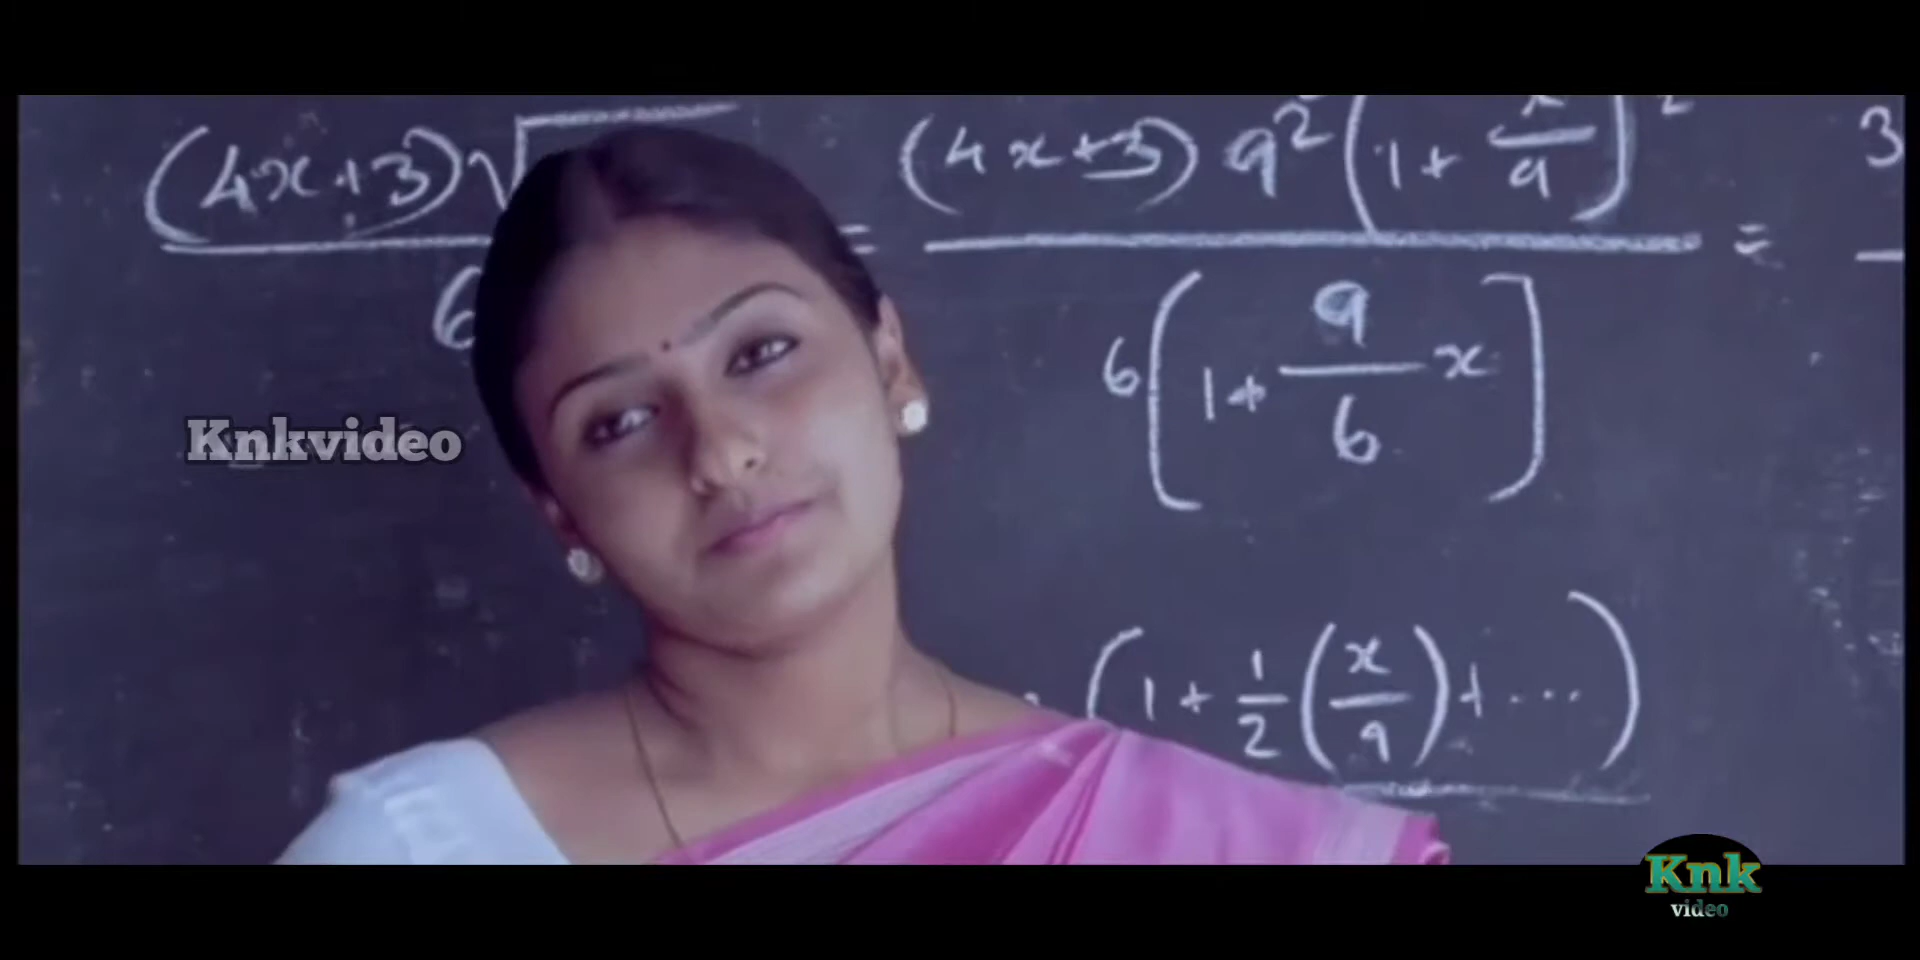 (4x+3)√ = (4x+3) 9² (1+ x/9) = 3
6 6[1+ 9/6 x]
Knkvideo
(1+ 1/2 (x/9)+ ...)
Knk
video